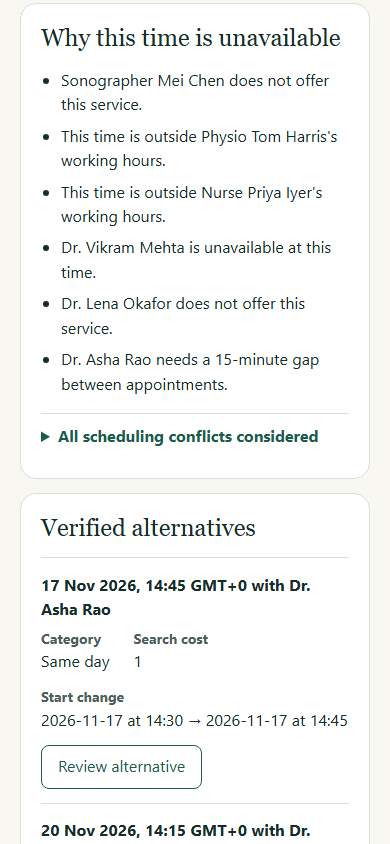 Why this time is unavailable
• Sonographer Mei Chen does not offer
this service.
• This time is outside Physio Tom Harris's
working hours.
• This time is outside Nurse Priya Iyer's
working hours.
• Dr. Vikram Mehta is unavailable at this
time.
• Dr. Lena Okafor does not offer this
service.
• Dr. Asha Rao needs a 15-minute gap
between appointments.
▶ All scheduling conflicts considered
Verified alternatives
17 Nov 2026, 14:45 GMT+0 with Dr.
Asha Rao
Category Search cost
Same day 1
Start change
2026-11-17 at 14:30 → 2026-11-17 at 14:45
Review alternative
20 Nov 2026, 14:15 GMT+0 with Dr.